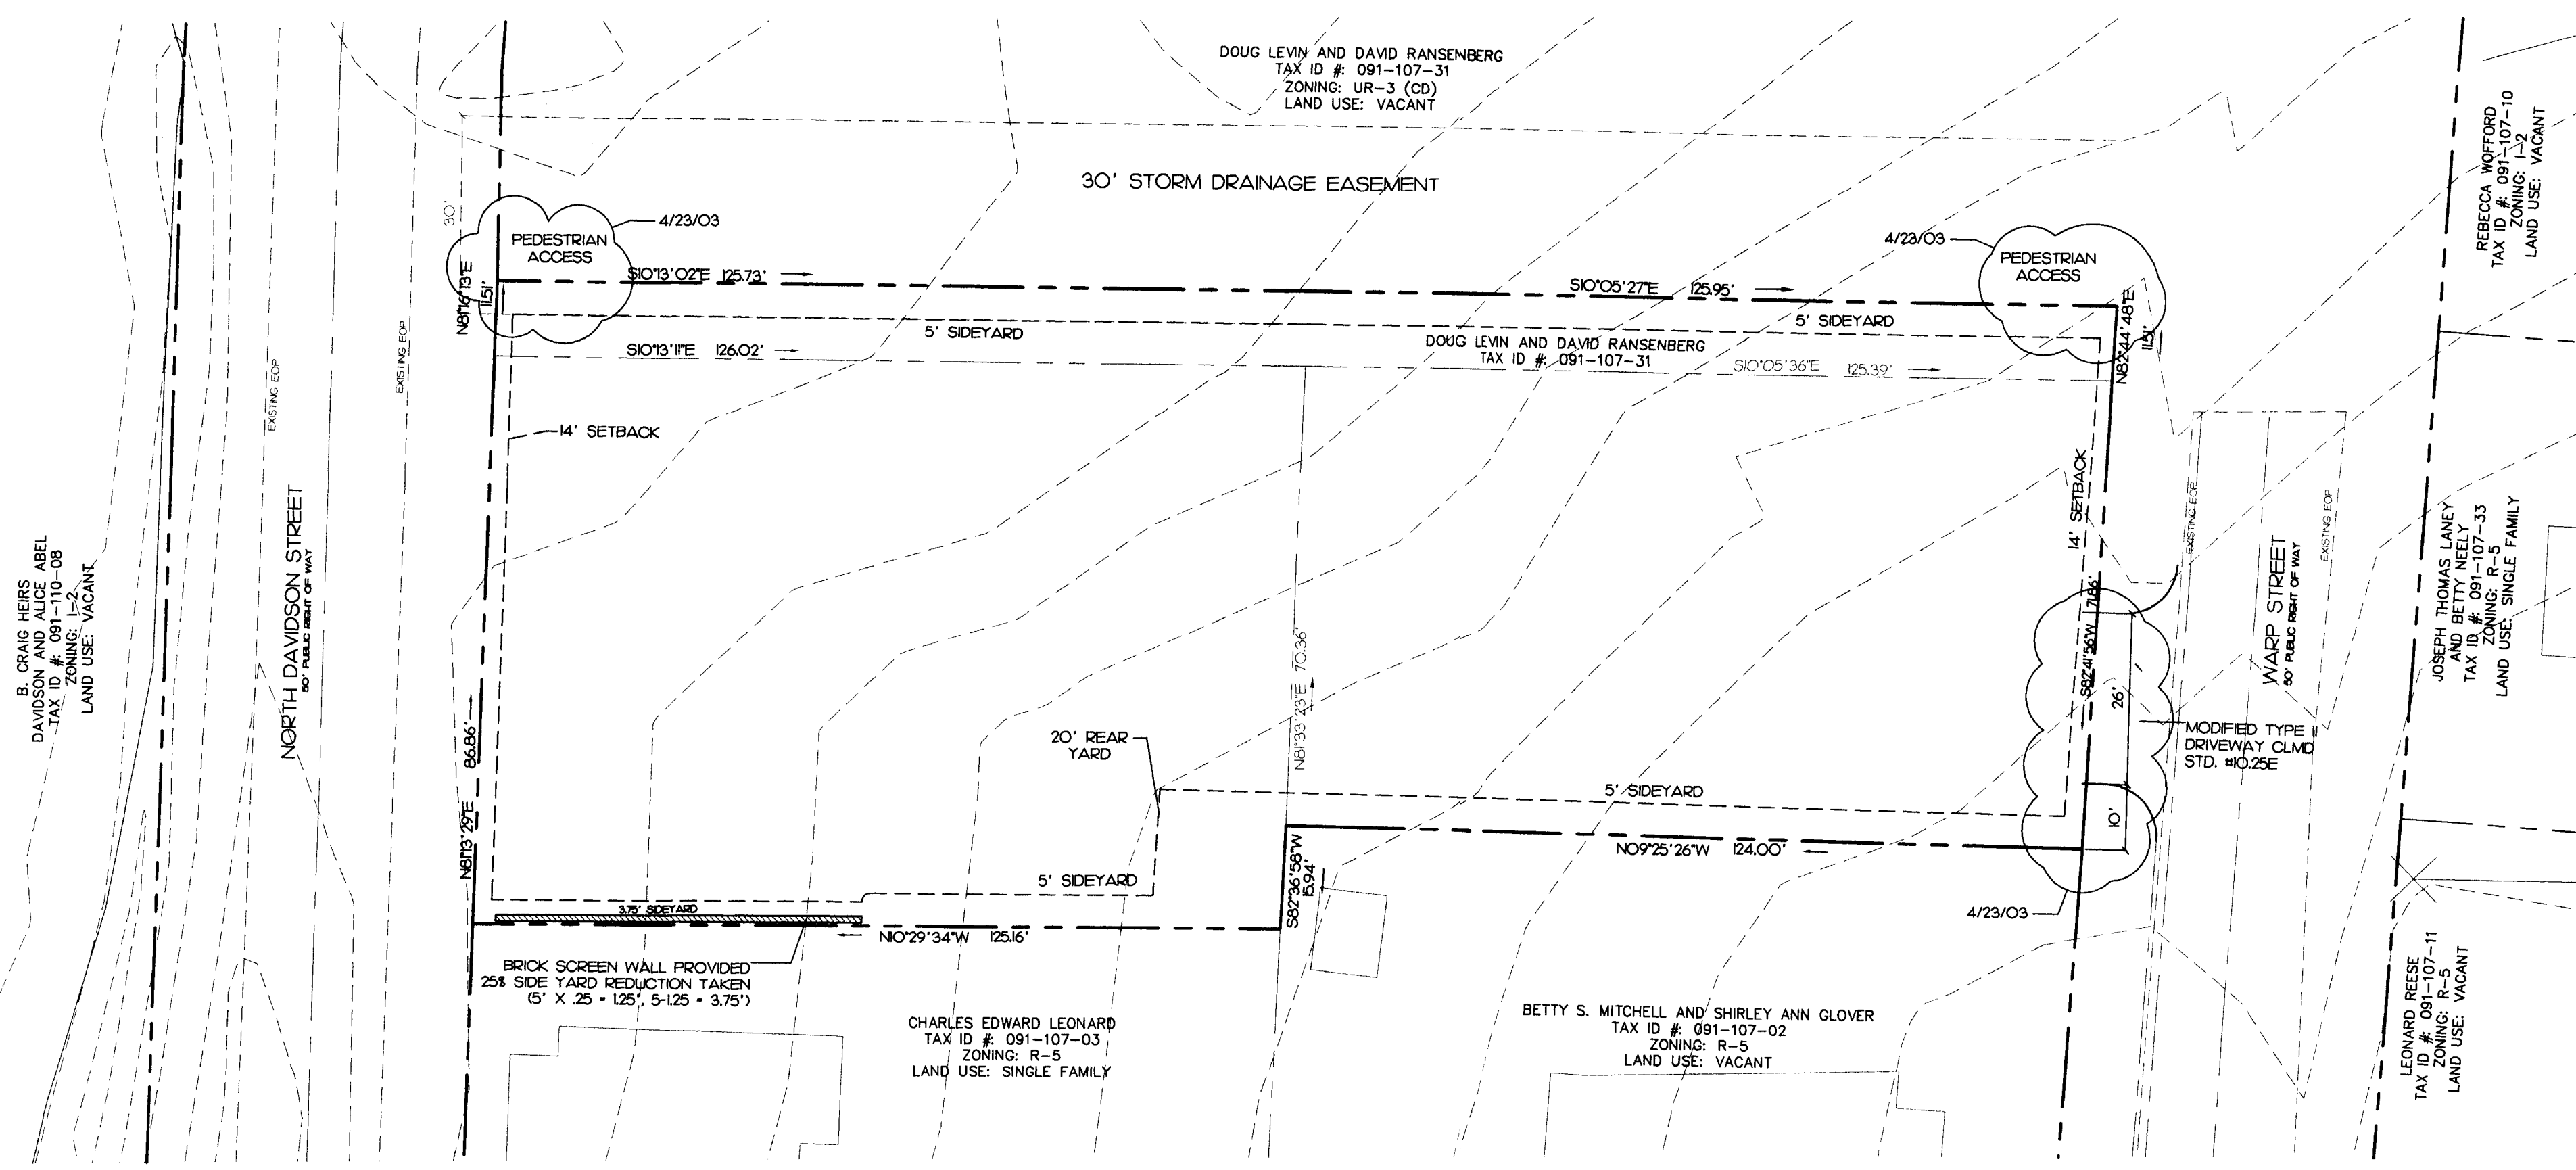 DOUG LEVIN AND DAVID RANSENBERG
TAX ID #: 091-107-31
ZONING: UR-3 (CD)
LAND USE: VACANT
REBECCA WOFFORD
TAX ID #: 091-107-10
ZONING: I-2
LAND USE: VACANT
30' STORM DRAINAGE EASEMENT
30'
4/23/03
PEDESTRIAN
ACCESS
4/23/03
PEDESTRIAN
ACCESS
N81°16'13"E
11.51'
S10°13'02"E 125.73'
S10°05'27"E 125.95'
N82°44'48"E
11.51'
5' SIDEYARD
5' SIDEYARD
S10°13'11"E 126.02'
DOUG LEVIN AND DAVID RANSENBERG
TAX ID #: 091-107-31
S10°05'36"E 125.39'
EXISTING EOP
EXISTING EOP
14' SETBACK
14' SETBACK
EXISTING EOP
EXISTING EOP
B. CRAIG HEIRS
DAVIDSON AND ALICE ABEL
TAX ID #: 091-110-08
ZONING: I-2
LAND USE: VACANT
NORTH DAVIDSON STREET
50' PUBLIC RIGHT OF WAY
WARP STREET
50' PUBLIC RIGHT OF WAY
JOSEPH THOMAS LANEY
AND BETTY NEELY
TAX ID #: 091-107-33
ZONING: R-5
LAND USE: SINGLE FAMILY
N81°13'29"E 86.86'
N81°33'23"E 70.36'
S82°41'56"W 71.86'
26'
10'
MODIFIED TYPE II
DRIVEWAY CLMD
STD. #10.25E
20' REAR
YARD
5' SIDEYARD
5' SIDEYARD
S82°36'58"W
15.94'
N09°25'26"W 124.00'
3.75' SIDEYARD
N10°29'34"W 125.16'
4/23/03
BRICK SCREEN WALL PROVIDED
25% SIDE YARD REDUCTION TAKEN
(5' X .25 = 1.25', 5-1.25 = 3.75')
CHARLES EDWARD LEONARD
TAX ID #: 091-107-03
ZONING: R-5
LAND USE: SINGLE FAMILY
BETTY S. MITCHELL AND SHIRLEY ANN GLOVER
TAX ID #: 091-107-02
ZONING: R-5
LAND USE: VACANT
LEONARD REESE
TAX ID #: 091-107-11
ZONING: R-5
LAND USE: VACANT